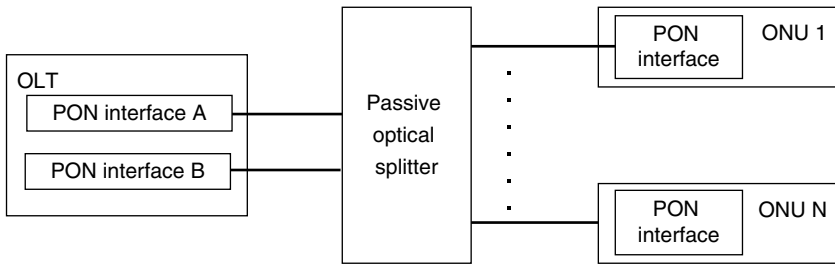 OLT
PON interface A
PON interface B
Passive
optical
splitter
PON
interface
ONU 1
PON
interface
ONU N